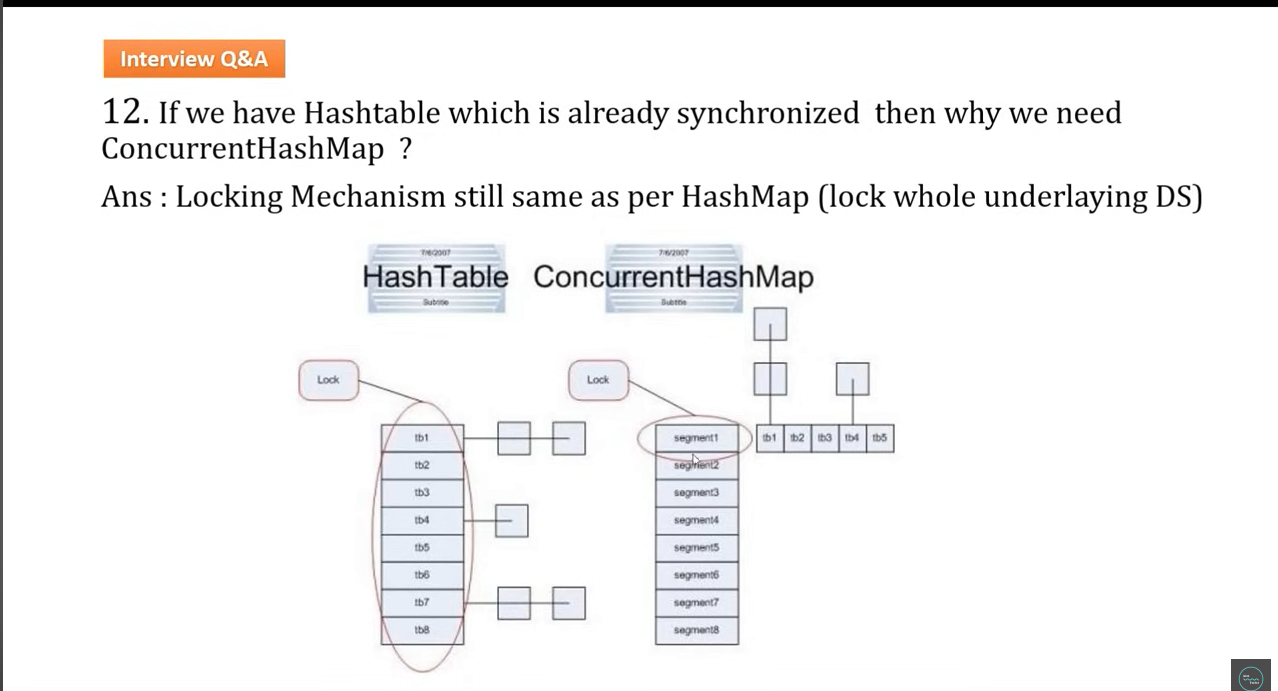 Interview Q&A
12. If we have Hashtable which is already synchronized then why we need
ConcurrentHashMap ?
Ans : Locking Mechanism still same as per HashMap (lock whole underlaying DS)
7/6/2007
HashTable
Subtitle
7/6/2007
ConcurrentHashMap
Subtitle
Lock
Lock
tb1
tb2
tb3
tb4
tb5
tb6
tb7
tb8
segment1
segment2
segment3
segment4
segment5
segment6
segment7
segment8
tb1 tb2 tb3 tb4 tb5